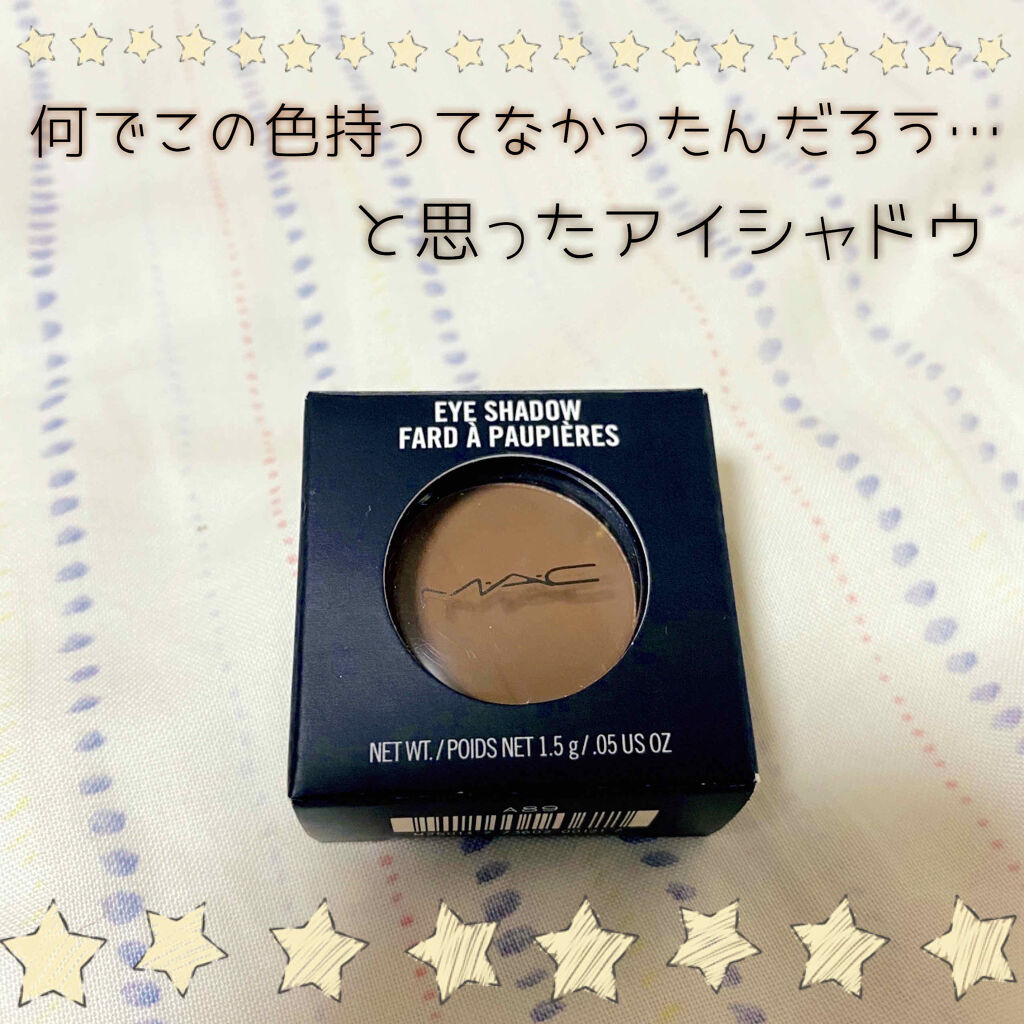 何でこの色持ってなかったんだろう…
と思ったアイシャドウ
EYE SHADOW
FARD À PAUPIÈRES
M·A·C
NET WT. / POIDS NET 1.5 g / .05 US OZ
A89